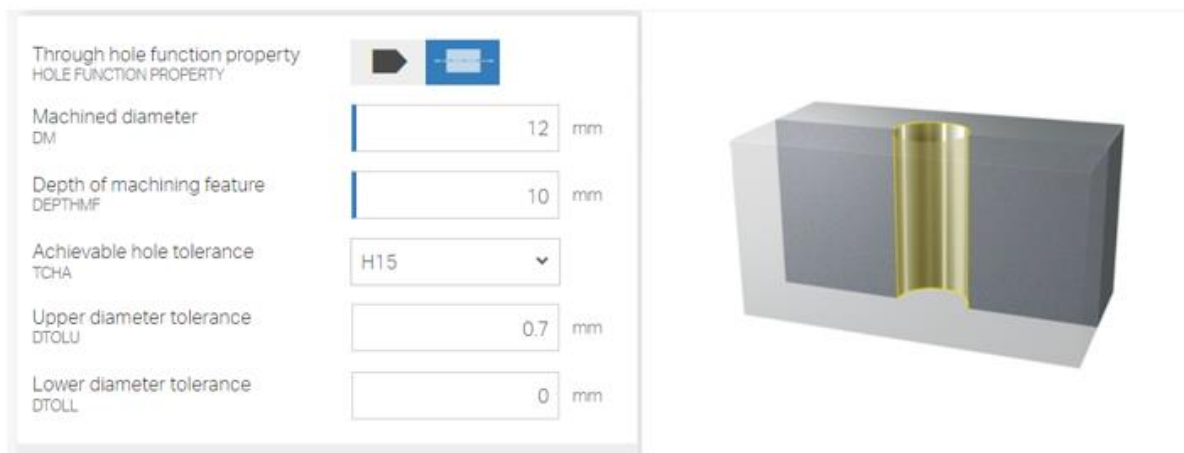 Through hole function property
HOLE FUNCTION PROPERTY
Machined diameter
DM
12 mm
Depth of machining feature
DEPTHMF
10 mm
Achievable hole tolerance
TCHA
H15
Upper diameter tolerance
DTOLU
0.7 mm
Lower diameter tolerance
DTOLL
0 mm